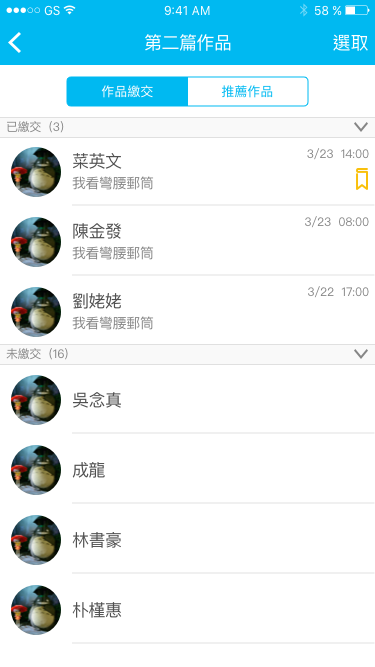 GS 9:41 AM 58 %
第二篇作品 選取
作品繳交 推薦作品
已繳交 (3)
菜英文 3/23 14:00
我看彎腰郵筒
陳金發 3/23 08:00
我看彎腰郵筒
劉姥姥 3/22 17:00
我看彎腰郵筒
未繳交 (16)
吳念真
成龍
林書豪
朴槿惠